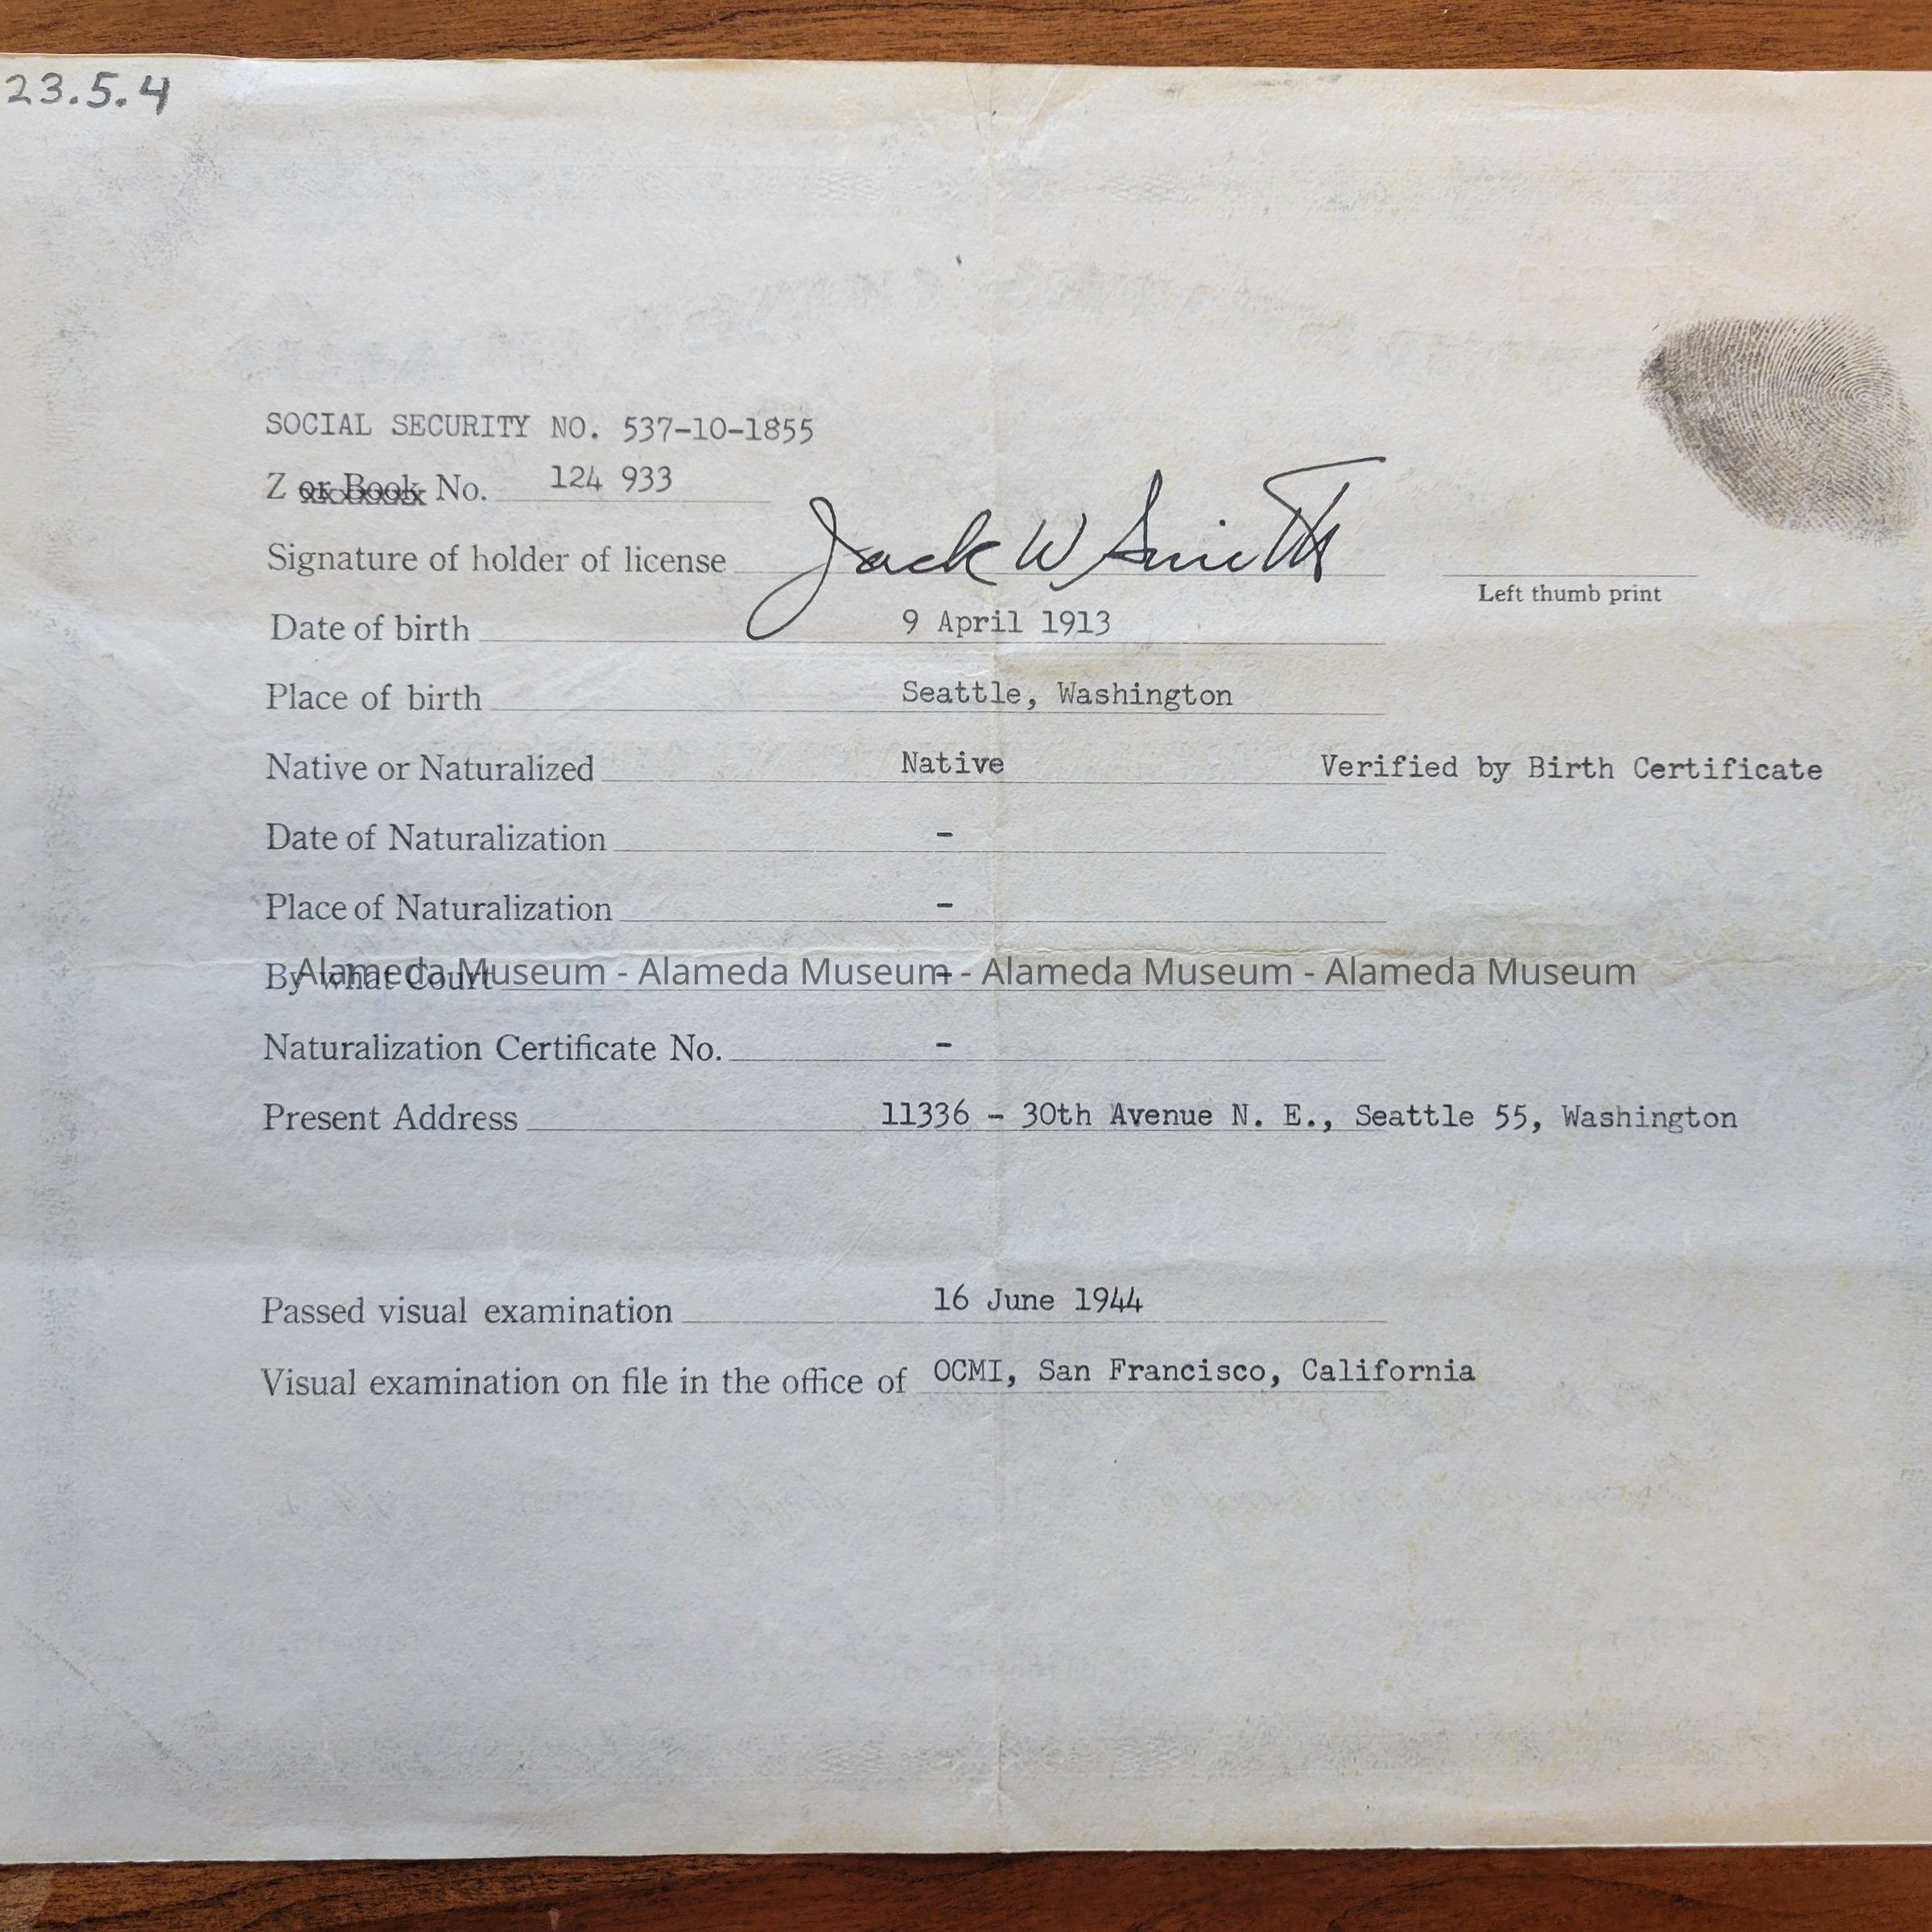 23.5.4
SOCIAL SECURITY NO. 537-10-1855
Z or Book No. 124 933
Signature of holder of license Jack W Smith
Left thumb print
Date of birth 9 April 1913
Place of birth Seattle, Washington
Native or Naturalized Native Verified by Birth Certificate
Date of Naturalization -
Place of Naturalization -
By what Court -
Alameda Museum - Alameda Museum - Alameda Museum - Alameda Museum
Naturalization Certificate No. -
Present Address 11336 - 30th Avenue N. E., Seattle 55, Washington
Passed visual examination 16 June 1944
Visual examination on file in the office of OCMI, San Francisco, California